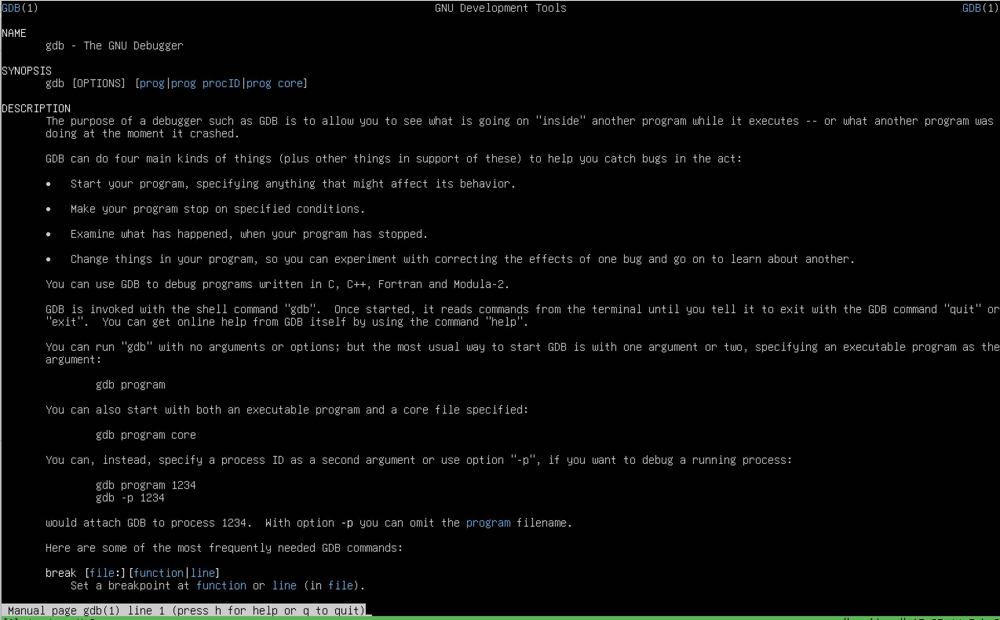 GDB(1) GNU Development Tools GDB(1)
NAME
gdb - The GNU Debugger
SYNOPSIS
gdb [OPTIONS] [prog|prog procID|prog core]
DESCRIPTION
The purpose of a debugger such as GDB is to allow you to see what is going on "inside" another program while it executes -- or what another program was
doing at the moment it crashed.
GDB can do four main kinds of things (plus other things in support of these) to help you catch bugs in the act:
• Start your program, specifying anything that might affect its behavior.
• Make your program stop on specified conditions.
• Examine what has happened, when your program has stopped.
• Change things in your program, so you can experiment with correcting the effects of one bug and go on to learn about another.
You can use GDB to debug programs written in C, C++, Fortran and Modula-2.
GDB is invoked with the shell command "gdb".  Once started, it reads commands from the terminal until you tell it to exit with the GDB command "quit" or
"exit".  You can get online help from GDB itself by using the command "help".
You can run "gdb" with no arguments or options; but the most usual way to start GDB is with one argument or two, specifying an executable program as the
argument:
gdb program
You can also start with both an executable program and a core file specified:
gdb program core
You can, instead, specify a process ID as a second argument or use option "-p", if you want to debug a running process:
gdb program 1234
gdb -p 1234
would attach GDB to process 1234.  With option -p you can omit the program filename.
Here are some of the most frequently needed GDB commands:
break [file:][function|line]
Set a breakpoint at function or line (in file).
Manual page gdb(1) line 1 (press h for help or q to quit)